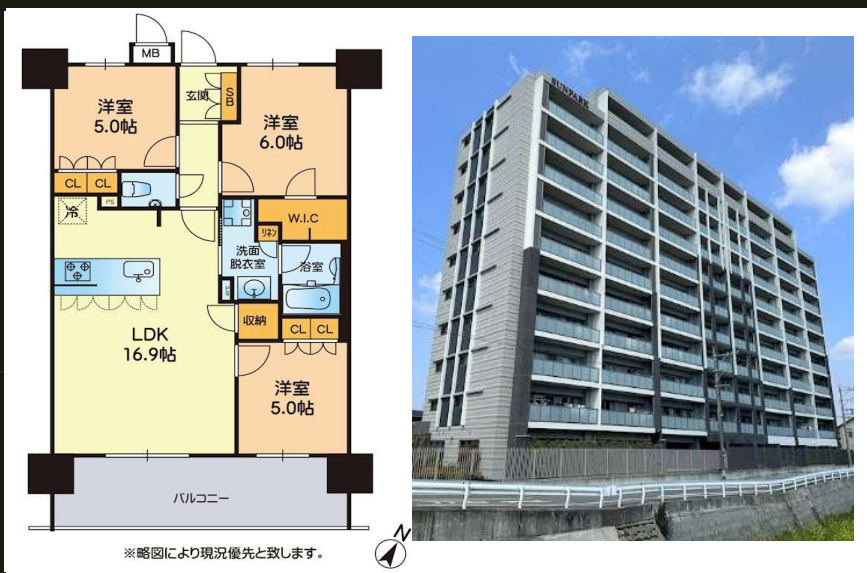 MB
洋室
5.0帖
玄関
SB
洋室
6.0帖
CL
CL
PS
冷
W.I.C
リネン
洗面
脱衣室
浴室
PS
LDK
16.9帖
収納
CL
CL
洋室
5.0帖
バルコニー
※略図により現況優先と致します。
N
SUNPARK